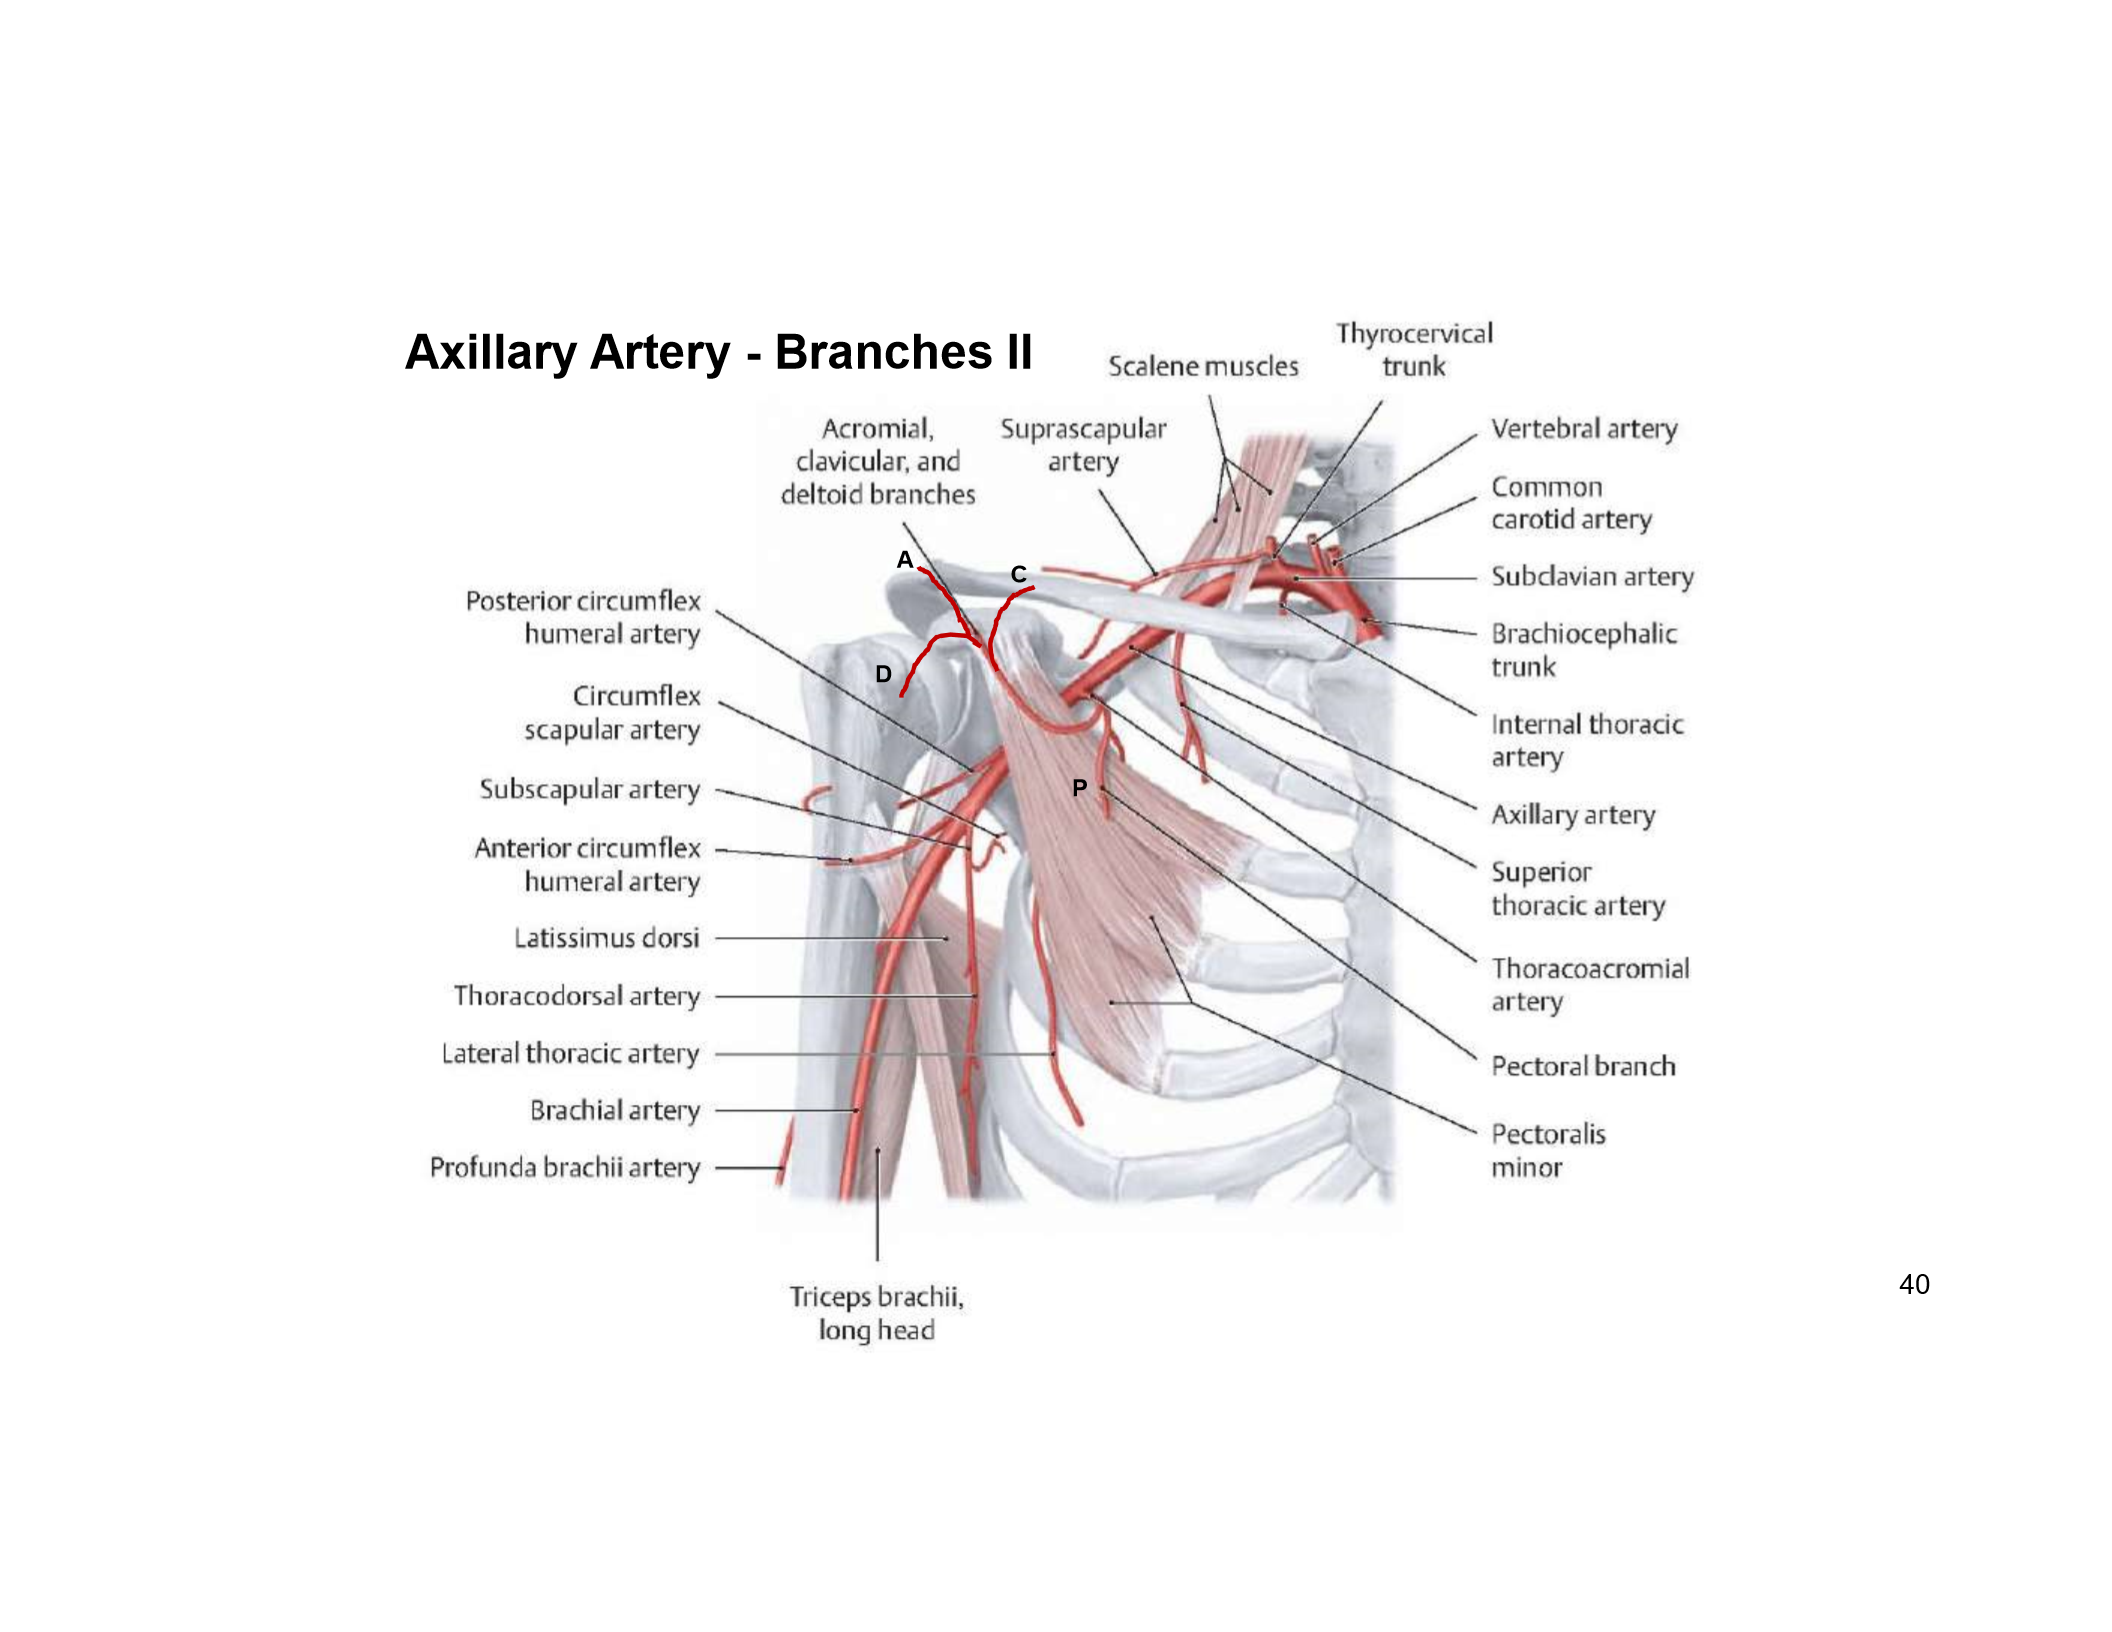 Axillary Artery - Branches II
Thyrocervical
trunk
Scalene muscles
Acromial,
clavicular, and
deltoid branches
Suprascapular
artery
Vertebral artery
Common
carotid artery
Subclavian artery
Brachiocephalic
trunk
Internal thoracic
artery
Axillary artery
Superior
thoracic artery
Thoracoacromial
artery
Pectoral branch
Pectoralis
minor
A
C
D
P
Posterior circumflex
humeral artery
Circumflex
scapular artery
Subscapular artery
Anterior circumflex
humeral artery
Latissimus dorsi
Thoracodorsal artery
Lateral thoracic artery
Brachial artery
Profunda brachii artery
Triceps brachii,
long head
40